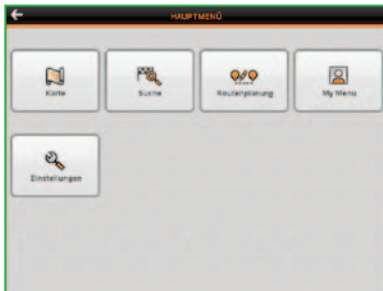 HAUPTMENÜ
Karte
Suche
Routenplanung
My Menu
Einstellungen